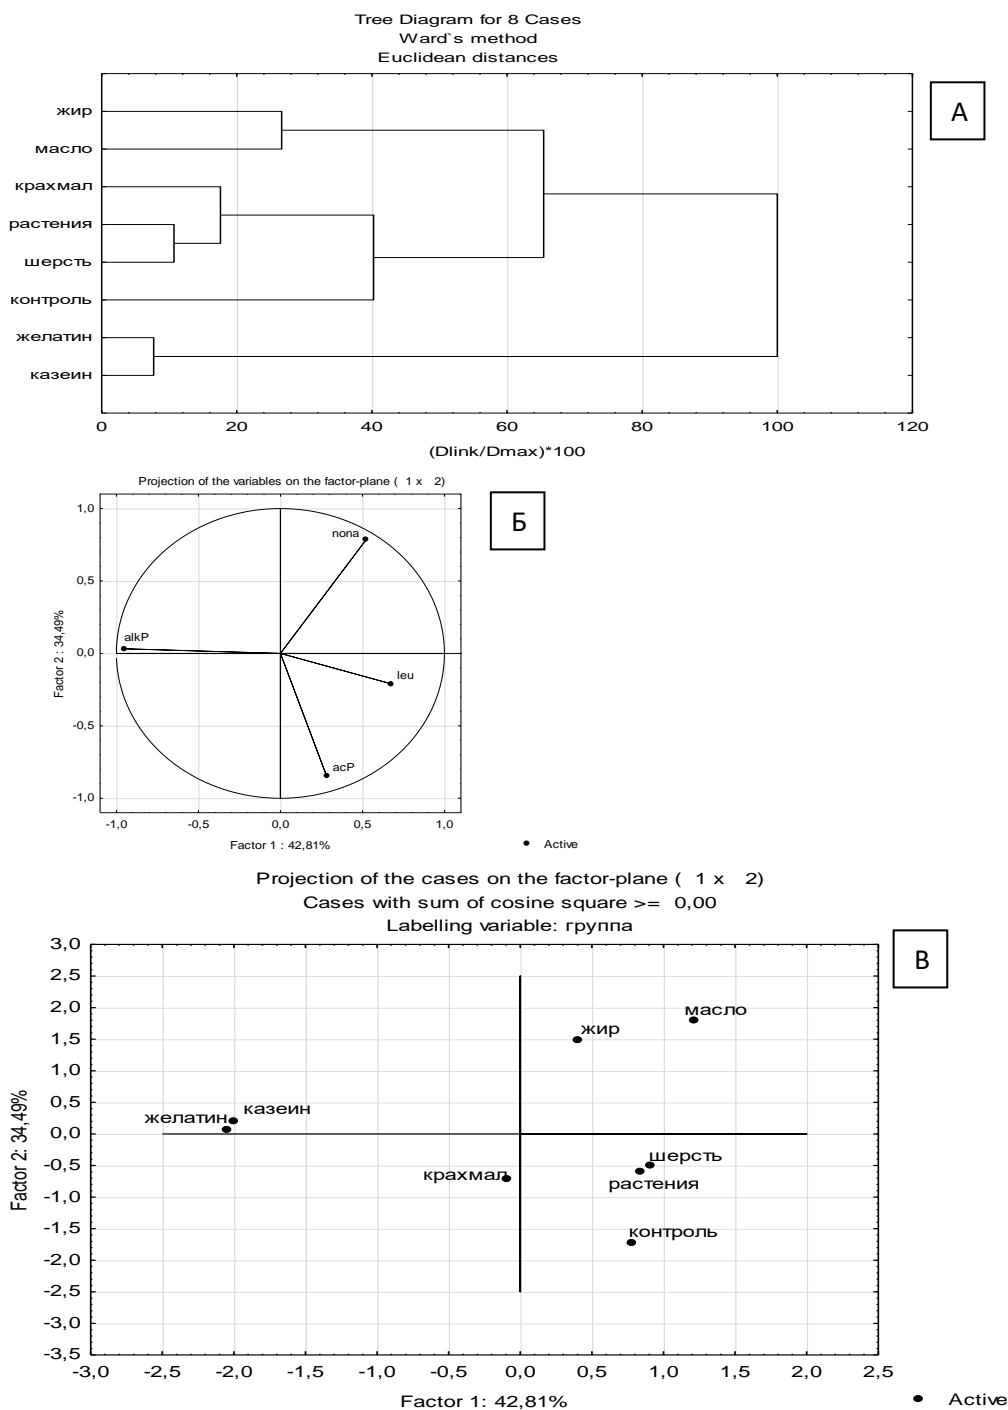 Tree Diagram for 8 Cases
Ward`s method
Euclidean distances
А
жир
масло
крахмал
растения
шерсть
контроль
желатин
казеин
0 20 40 60 80 100 120
(Dlink/Dmax)*100
Projection of the variables on the factor-plane ( 1 x 2)
Б
1,0
nona
0,5
alkP
0,0
leu
-0,5
acP
-1,0
Factor 2 : 34,49%
-1,0 -0,5 0,0 0,5 1,0
Factor 1 : 42,81%
Active
Projection of the cases on the factor-plane ( 1 x 2)
Cases with sum of cosine square >= 0,00
Labelling variable: группа
В
3,0
2,5
2,0
масло
1,5
жир
1,0
0,5
казеин
желатин
0,0
-0,5
шерсть
крахмал
растения
-1,0
-1,5
контроль
-2,0
-2,5
-3,0
-3,5
Factor 2: 34,49%
-3,0 -2,5 -2,0 -1,5 -1,0 -0,5 0,0 0,5 1,0 1,5 2,0 2,5
Factor 1: 42,81%
Active